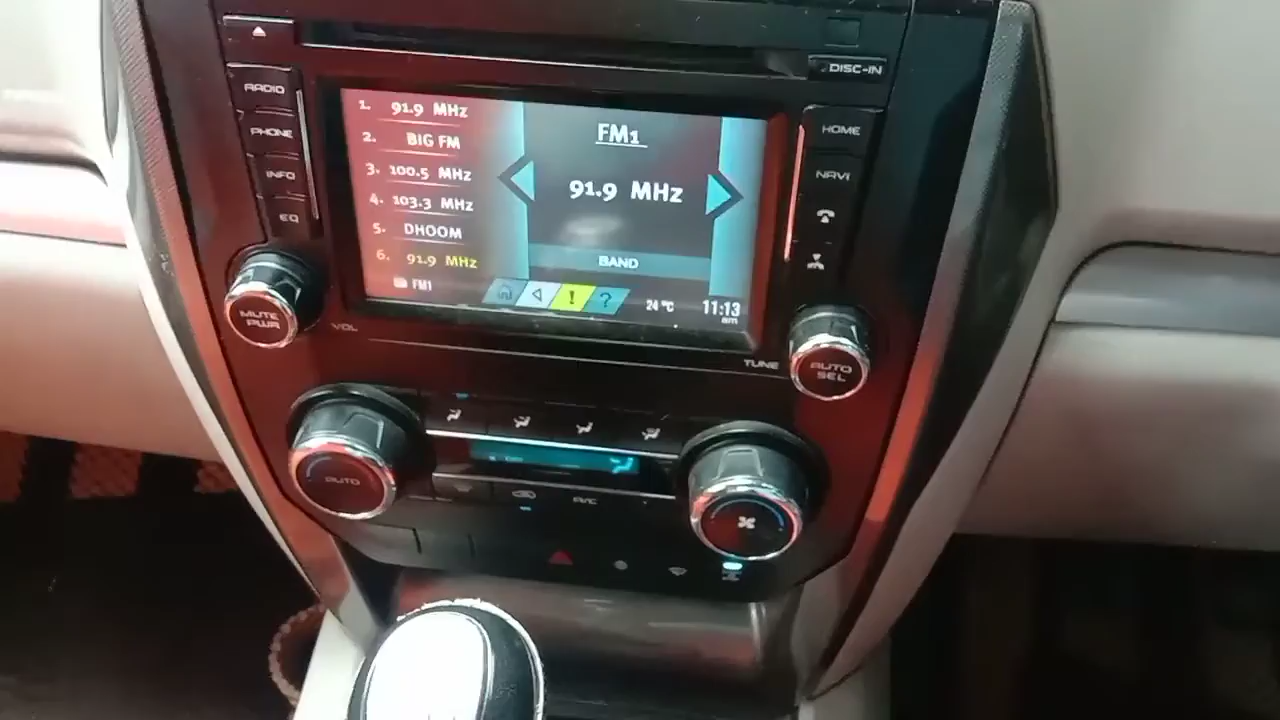 DISC-IN
RADIO
PHONE
INFO
EQ
MUTE
PWR
VOL
1. 91.9 MHz
2. BIG FM
3. 100.5 MHz
4. 103.3 MHz
5. DHOOM
6. 91.9 MHz
FM1
FM1
91.9 MHz
BAND
! ?
24 °C
11:13
am
HOME
NAVI
TUNE
AUTO
SEL
AUTO
A/C